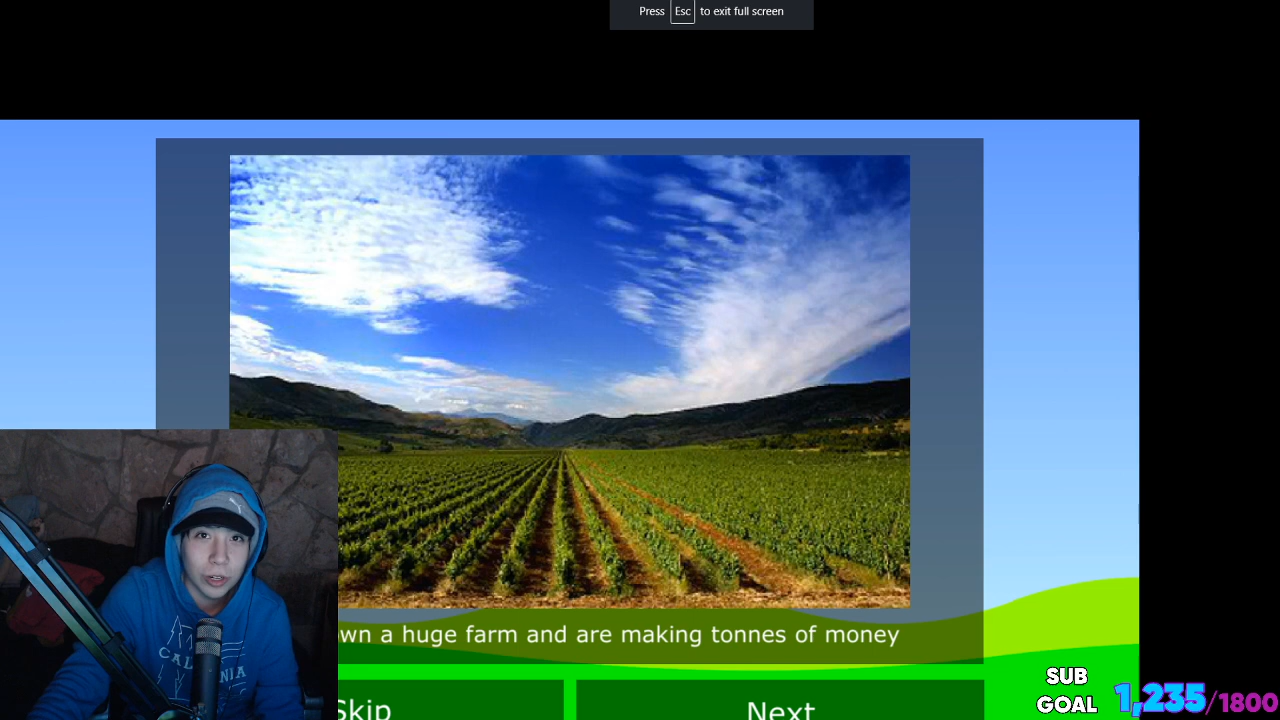 Press Esc to exit full screen
own a huge farm and are making tonnes of money
Skip
Next
SUB
GOAL 1,235/1800